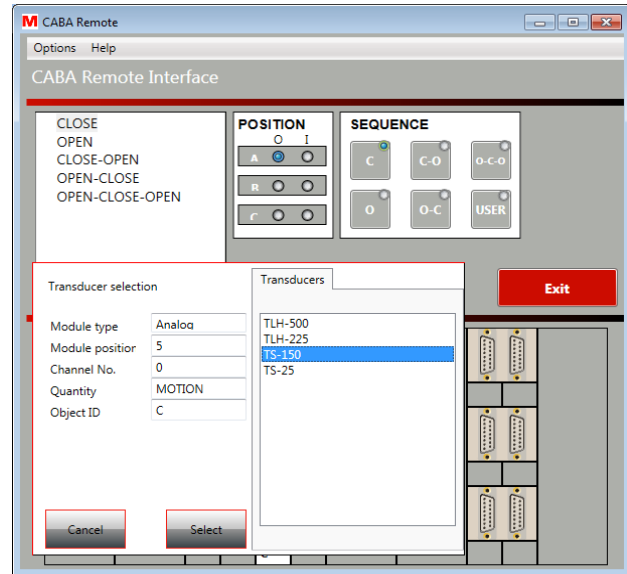 M CABA Remote
Options Help
CABA Remote Interface
CLOSE
OPEN
CLOSE-OPEN
OPEN-CLOSE
OPEN-CLOSE-OPEN
POSITION
O I
A
R
C
SEQUENCE
C C-O O-C-O
O O-C USER
Exit
Transducer selection
Module type Analog
Module position 5
Channel No. 0
Quantity MOTION
Object ID C
Cancel Select
Transducers
TLH-500
TLH-225
TS-150
TS-25